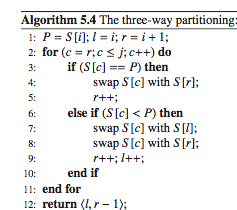 Algorithm 5.4 The three-way partitioning:
1: P = S[i]; l = i; r = i + 1;
2: for (c = r; c ≤ j; c++) do
3: if (S[c] == P) then
4: swap S[c] with S[r];
5: r++;
6: else if (S[c] < P) then
7: swap S[c] with S[l];
8: swap S[c] with S[r];
9: r++; l++;
10: end if
11: end for
12: return ⟨l, r − 1⟩;